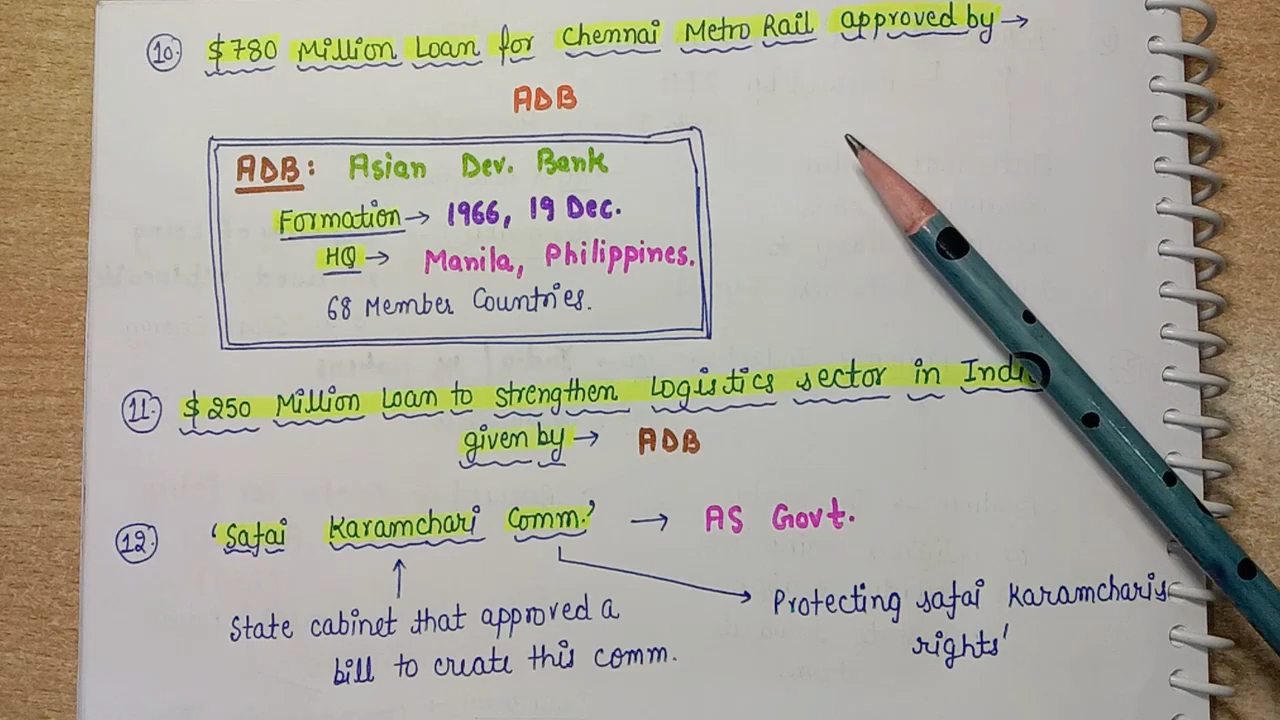 10. $780 Million Loan for Chennai Metro Rail approved by →
ADB
ADB: Asian Dev. Bank
Formation → 1966, 19 Dec.
HQ → Manila, Philippines.
68 Member Countries.
11. $250 Million Loan to strengthen Logistics sector in
given by → ADB
12. 'Safai Karamchari Comm.' → AS Govt.
State cabinet that approved a
bill to create this comm.
Protecting safai Karamcharis
rights'